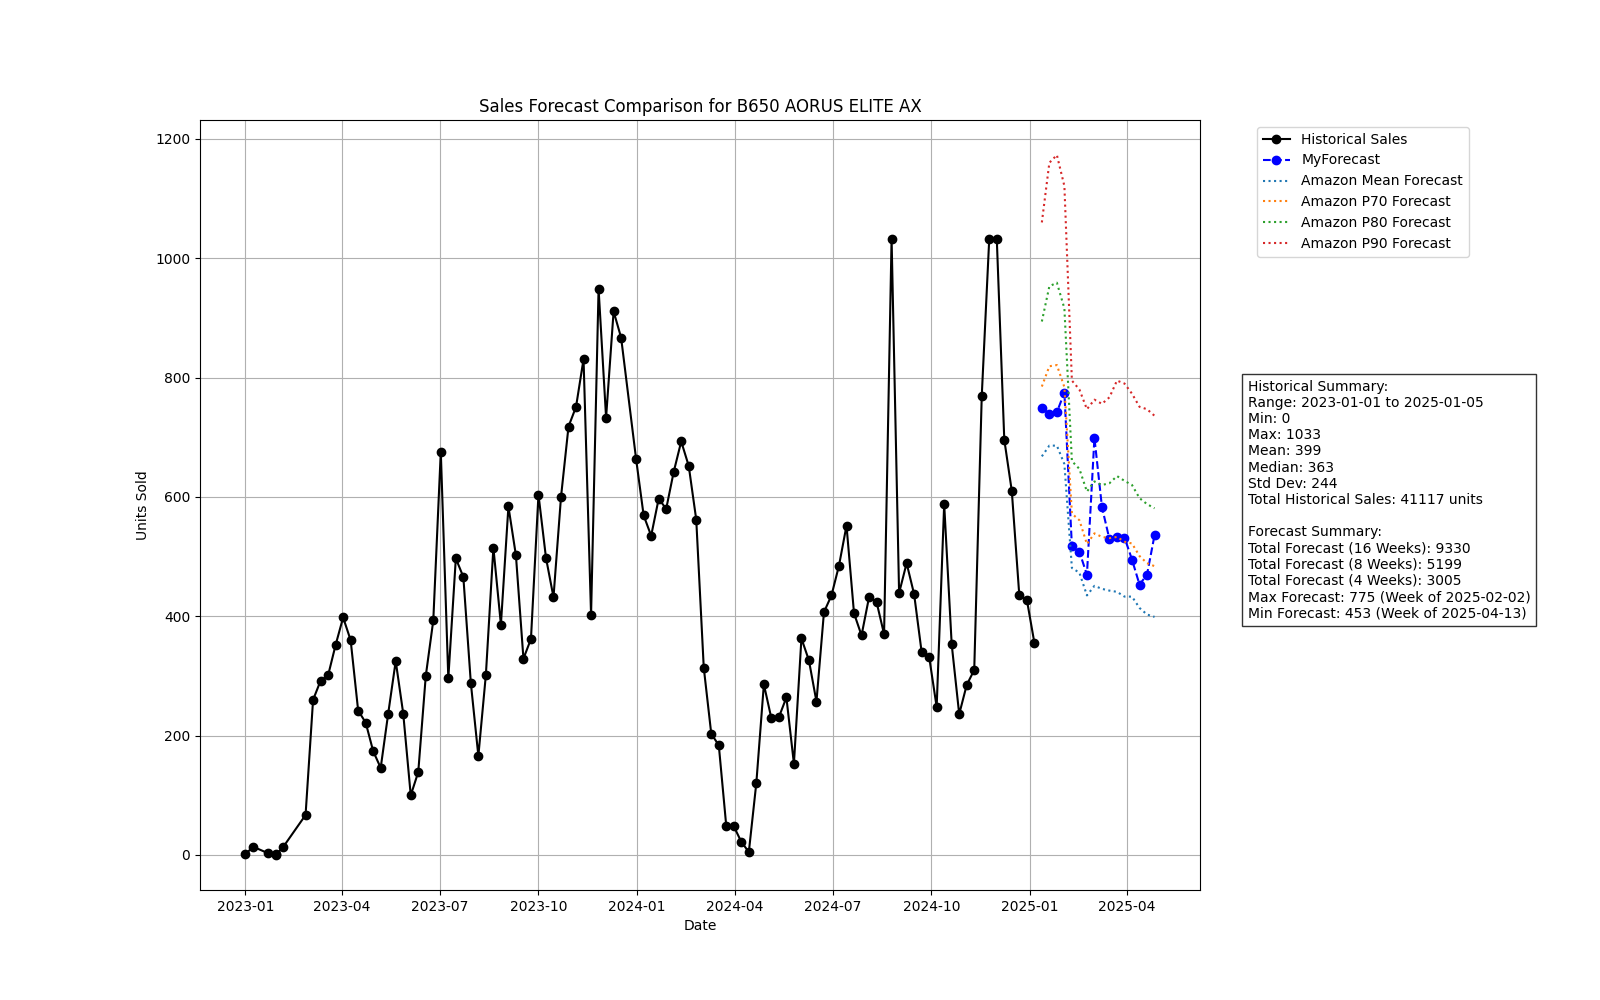 Sales Forecast Comparison for B650 AORUS ELITE AX
1200
1000
800
600
400
200
0
Units Sold
2023-01 2023-04 2023-07 2023-10 2024-01 2024-04 2024-07 2024-10 2025-01 2025-04
Date
Historical Sales
MyForecast
Amazon Mean Forecast
Amazon P70 Forecast
Amazon P80 Forecast
Amazon P90 Forecast
Historical Summary:
Range: 2023-01-01 to 2025-01-05
Min: 0
Max: 1033
Mean: 399
Median: 363
Std Dev: 244
Total Historical Sales: 41117 units
Forecast Summary:
Total Forecast (16 Weeks): 9330
Total Forecast (8 Weeks): 5199
Total Forecast (4 Weeks): 3005
Max Forecast: 775 (Week of 2025-02-02)
Min Forecast: 453 (Week of 2025-04-13)